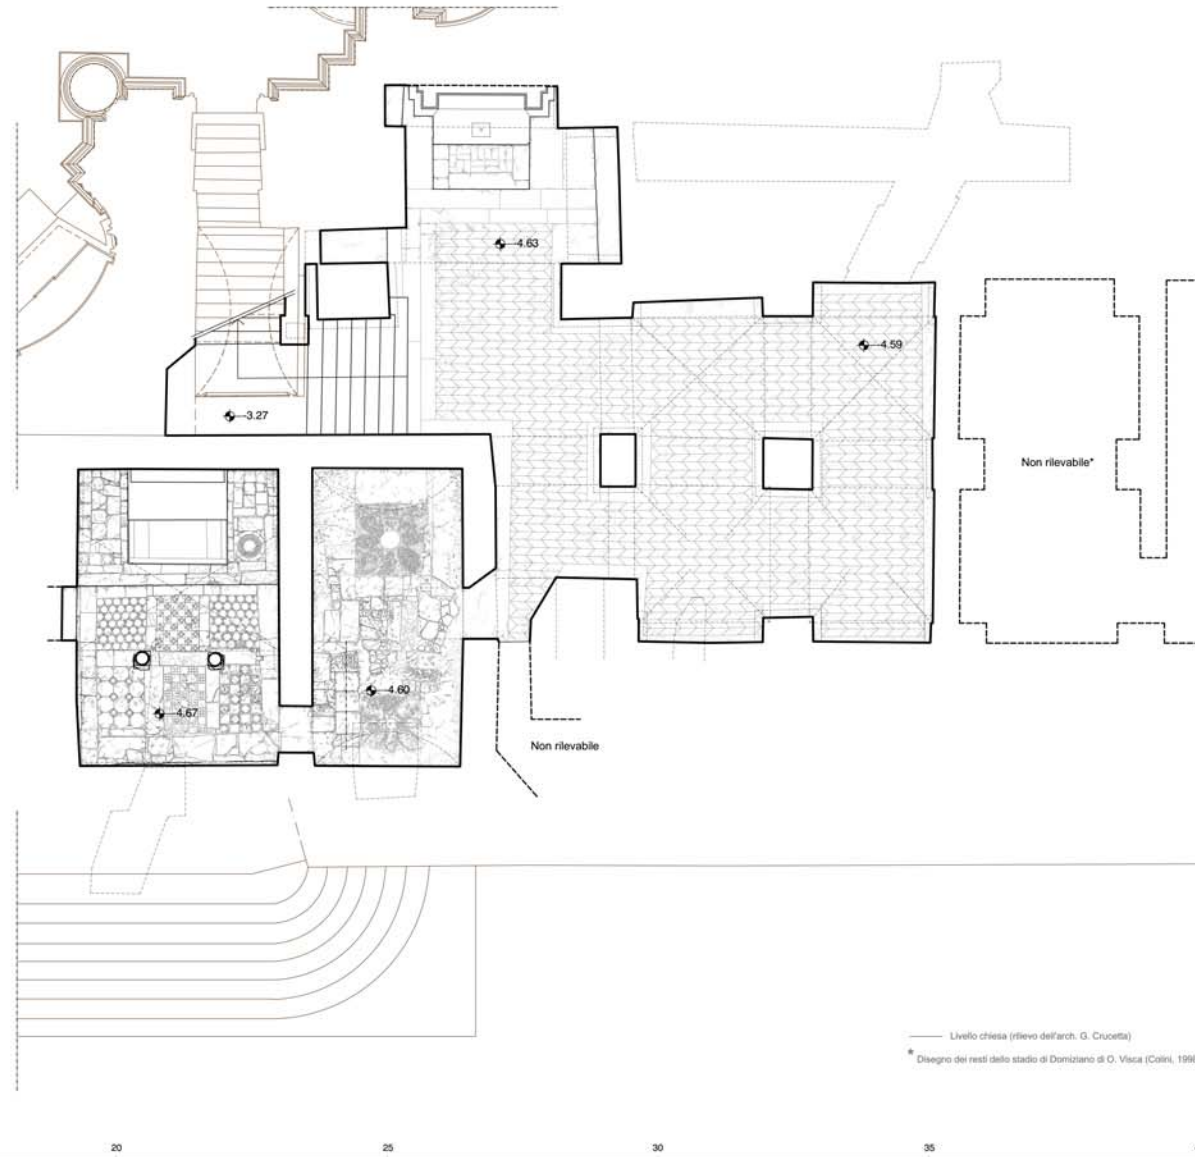 -4.63
-4.59
-3.27
Non rilevabile*
-4.60
-4.67
Non rilevabile
Livello chiesa (rilievo dell'arch. G. Crucetta)
* Disegno dei resti dello stadio di Domiziano di O. Visca (Colini, 1998
20 25 30 35